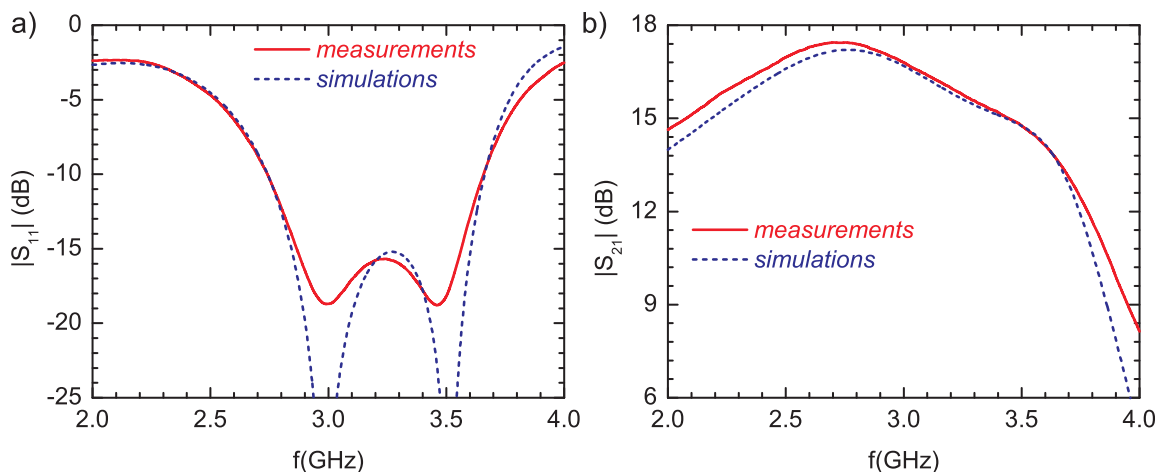 a)
0
-5
-10
-15
-20
-25
|S11| (dB)
measurements
simulations
2.0 2.5 3.0 3.5 4.0
f(GHz)
b)
18
15
12
9
6
|S21| (dB)
measurements
simulations
2.0 2.5 3.0 3.5 4.0
f(GHz)